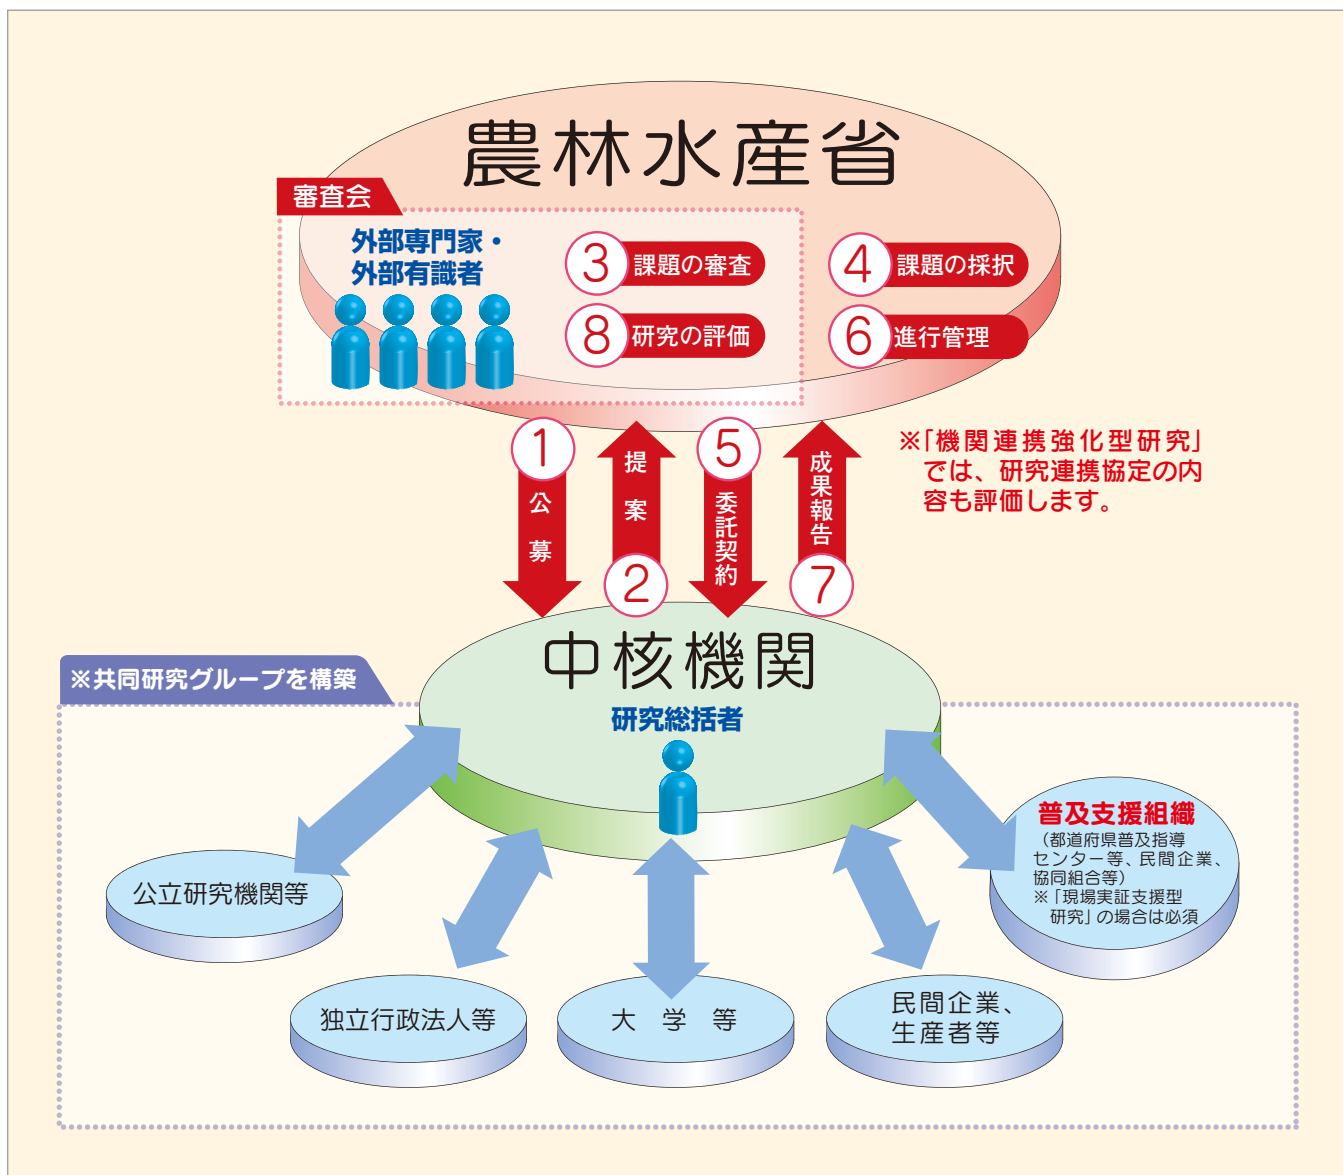 農林水産省
審査会
外部専門家・
外部有識者
③ 課題の審査
④ 課題の採択
⑧ 研究の評価
⑥ 進行管理
① 公募
② 提案
⑤ 委託契約
⑦ 成果報告
※「機関連携強化型研究」
では、研究連携協定の内
容も評価します。
中核機関
研究総括者
※共同研究グループを構築
普及支援組織
(都道府県普及指導
センター等、民間企業、
協同組合等)
※「現場実証支援型
研究」の場合は必須
公立研究機関等
独立行政法人等
大学等
民間企業、
生産者等